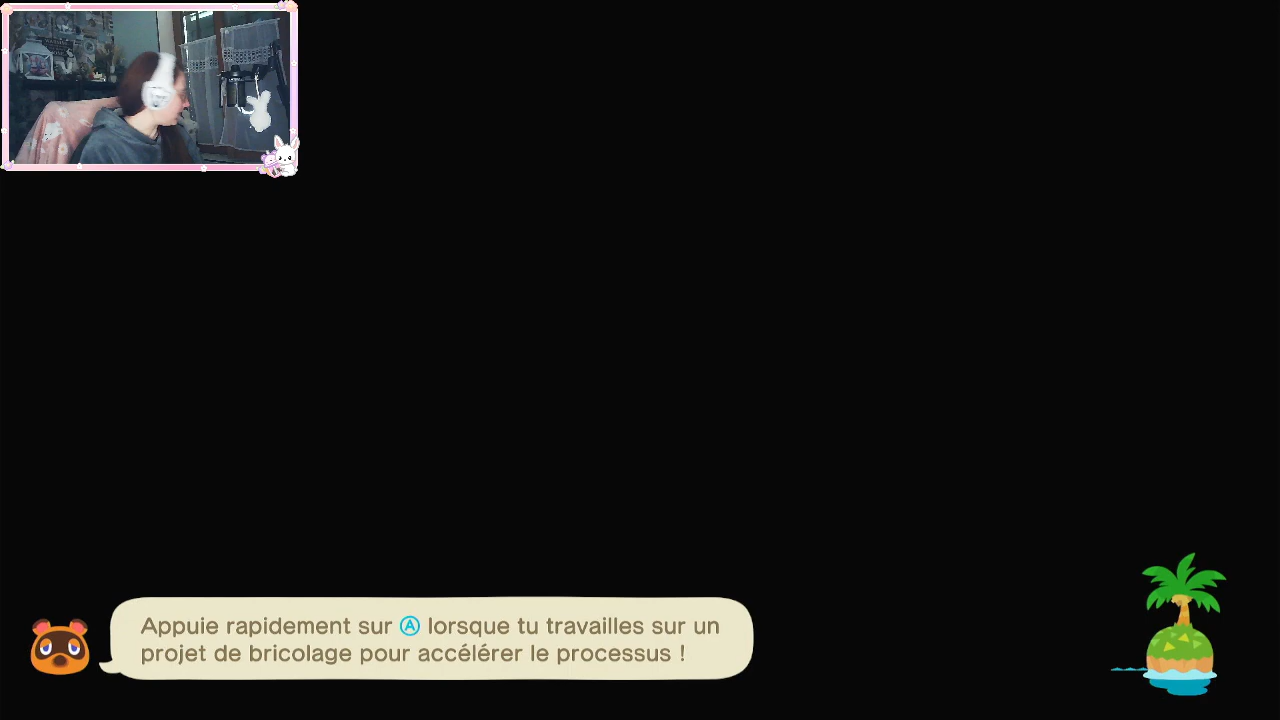 Appuie rapidement sur Ⓐ lorsque tu travailles sur un
projet de bricolage pour accélérer le processus !